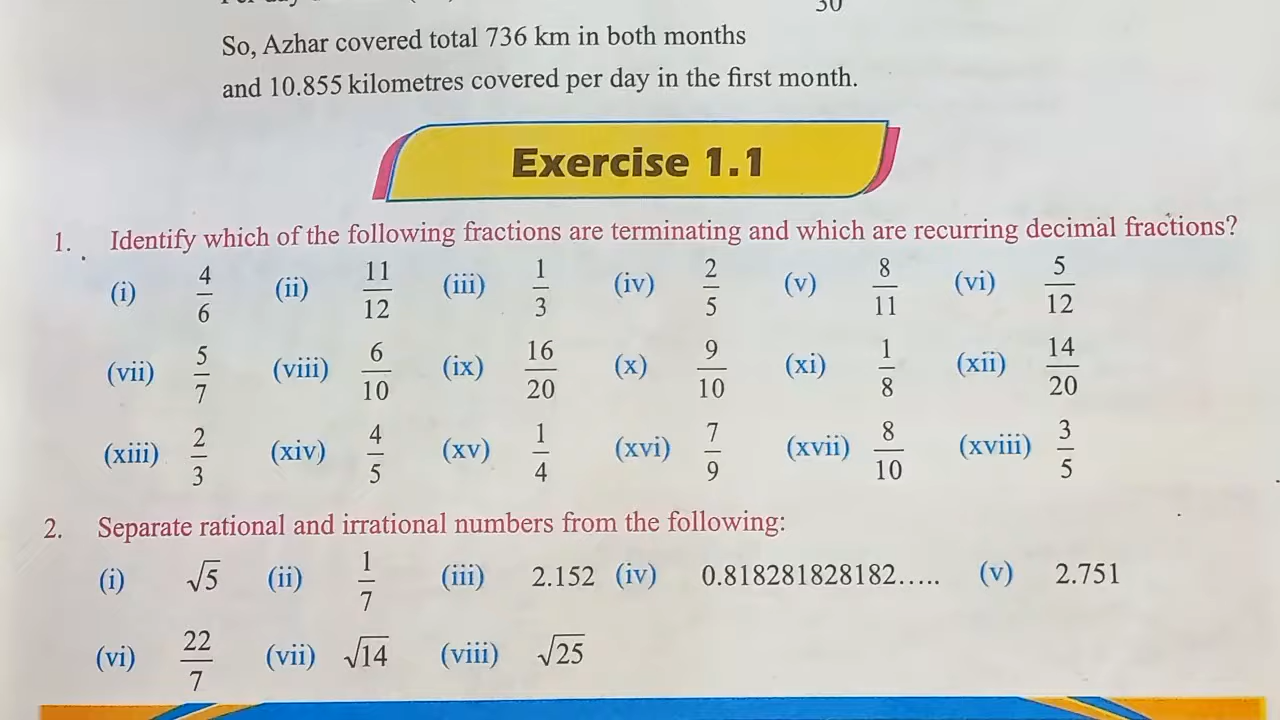 30
So, Azhar covered total 736 km in both months
and 10.855 kilometres covered per day in the first month.
Exercise 1.1
1. Identify which of the following fractions are terminating and which are recurring decimal fractions?
(i) 4/6 (ii) 11/12 (iii) 1/3 (iv) 2/5 (v) 8/11 (vi) 5/12
(vii) 5/7 (viii) 6/10 (ix) 16/20 (x) 9/10 (xi) 1/8 (xii) 14/20
(xiii) 2/3 (xiv) 4/5 (xv) 1/4 (xvi) 7/9 (xvii) 8/10 (xviii) 3/5
2. Separate rational and irrational numbers from the following:
(i) √5 (ii) 1/7 (iii) 2.152 (iv) 0.818281828182..... (v) 2.751
(vi) 22/7 (vii) √14 (viii) √25